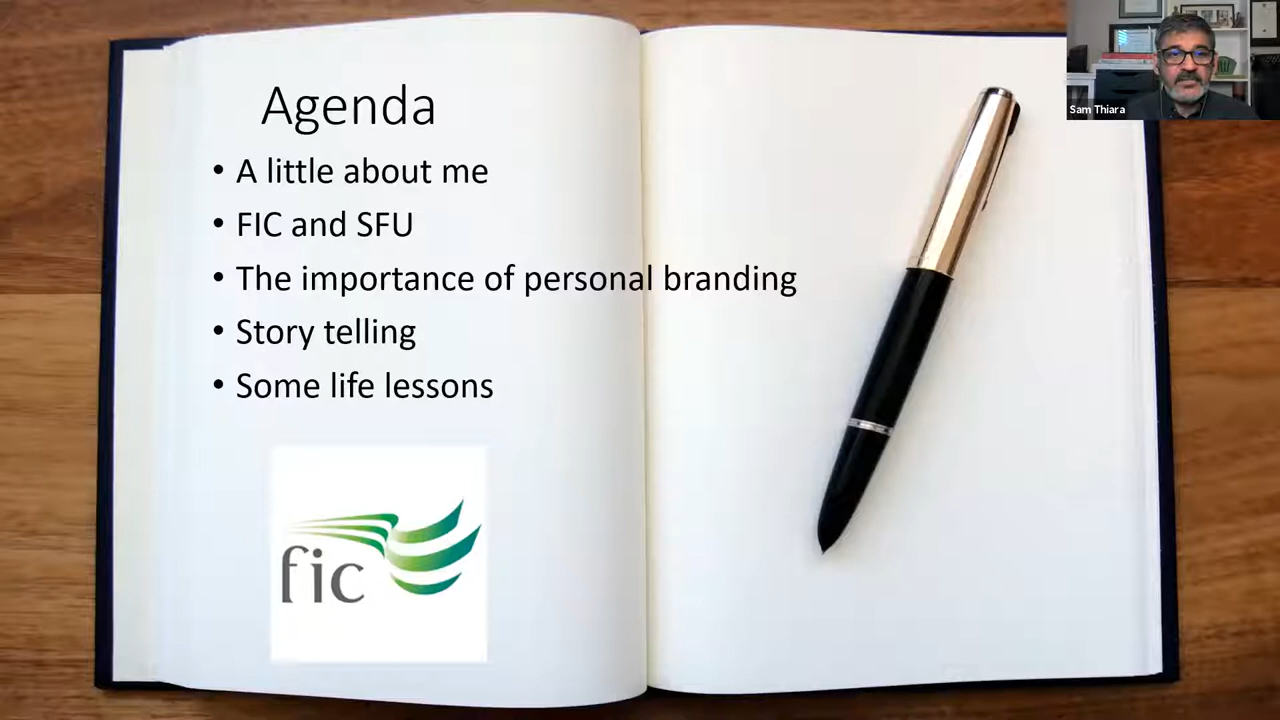 Agenda
• A little about me
• FIC and SFU
• The importance of personal branding
• Story telling
• Some life lessons
fic
Sam Thiara